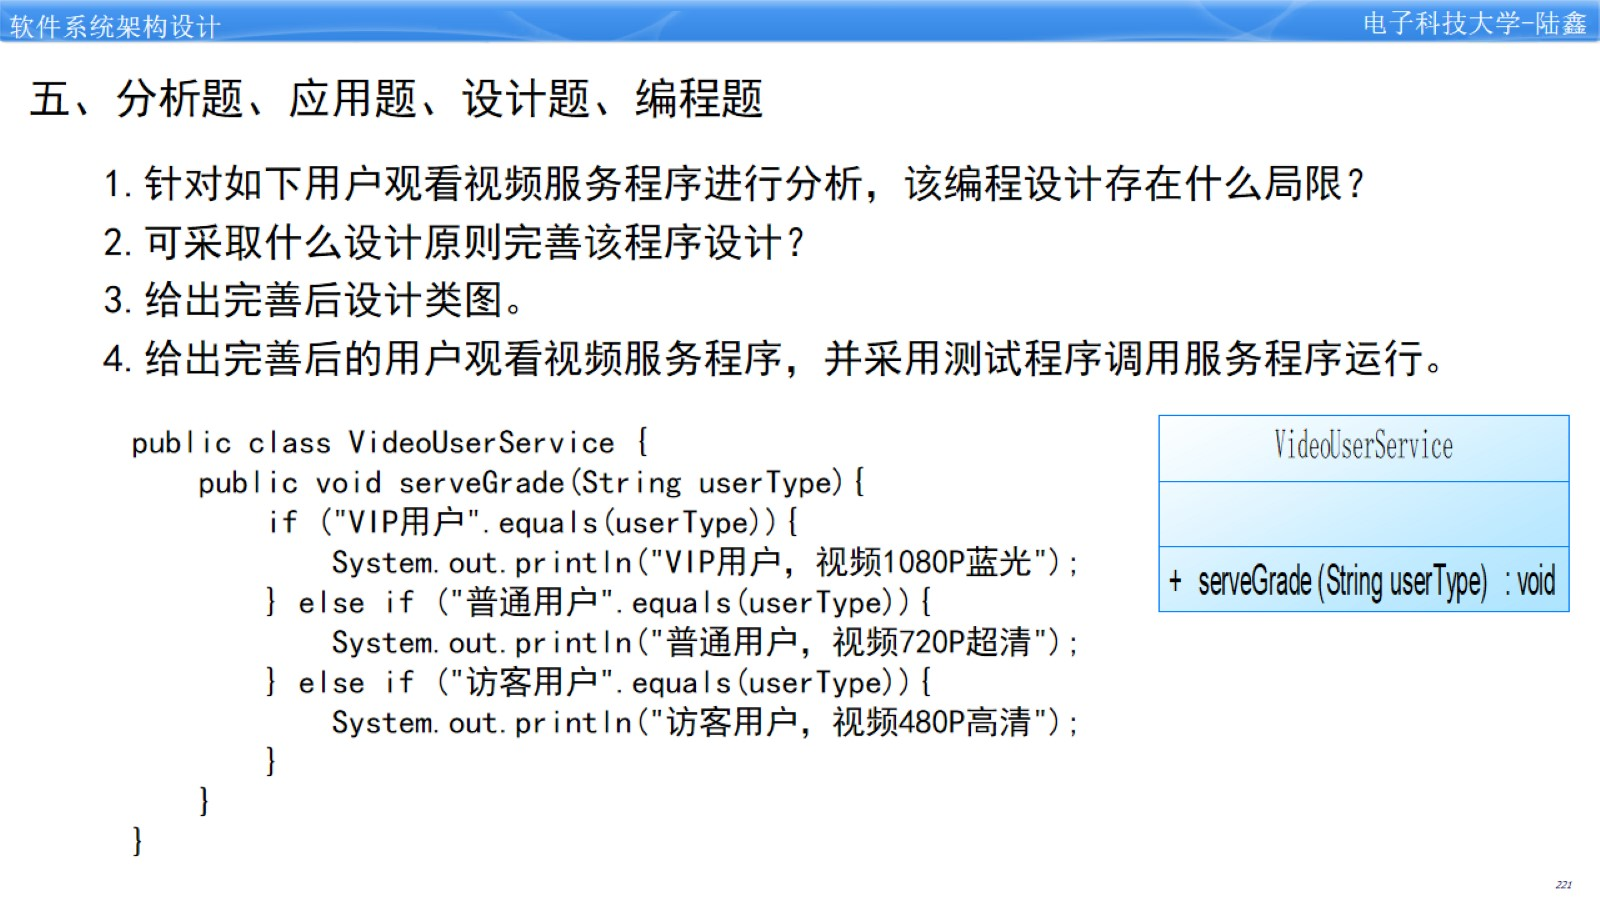 软件系统架构设计
电子科技大学-陆鑫
五、分析题、应用题、设计题、编程题
1.针对如下用户观看视频服务程序进行分析，该编程设计存在什么局限？
2.可采取什么设计原则完善该程序设计？
3.给出完善后设计类图。
4.给出完善后的用户观看视频服务程序，并采用测试程序调用服务程序运行。
public class VideoUserService {
public void serveGrade(String userType){
if ("VIP用户".equals(userType)){
System.out.println("VIP用户，视频1080P蓝光");
} else if ("普通用户".equals(userType)){
System.out.println("普通用户，视频720P超清");
} else if ("访客用户".equals(userType)){
System.out.println("访客用户，视频480P高清");
}
}
}
VideoUserService
+ serveGrade (String userType) : void
221